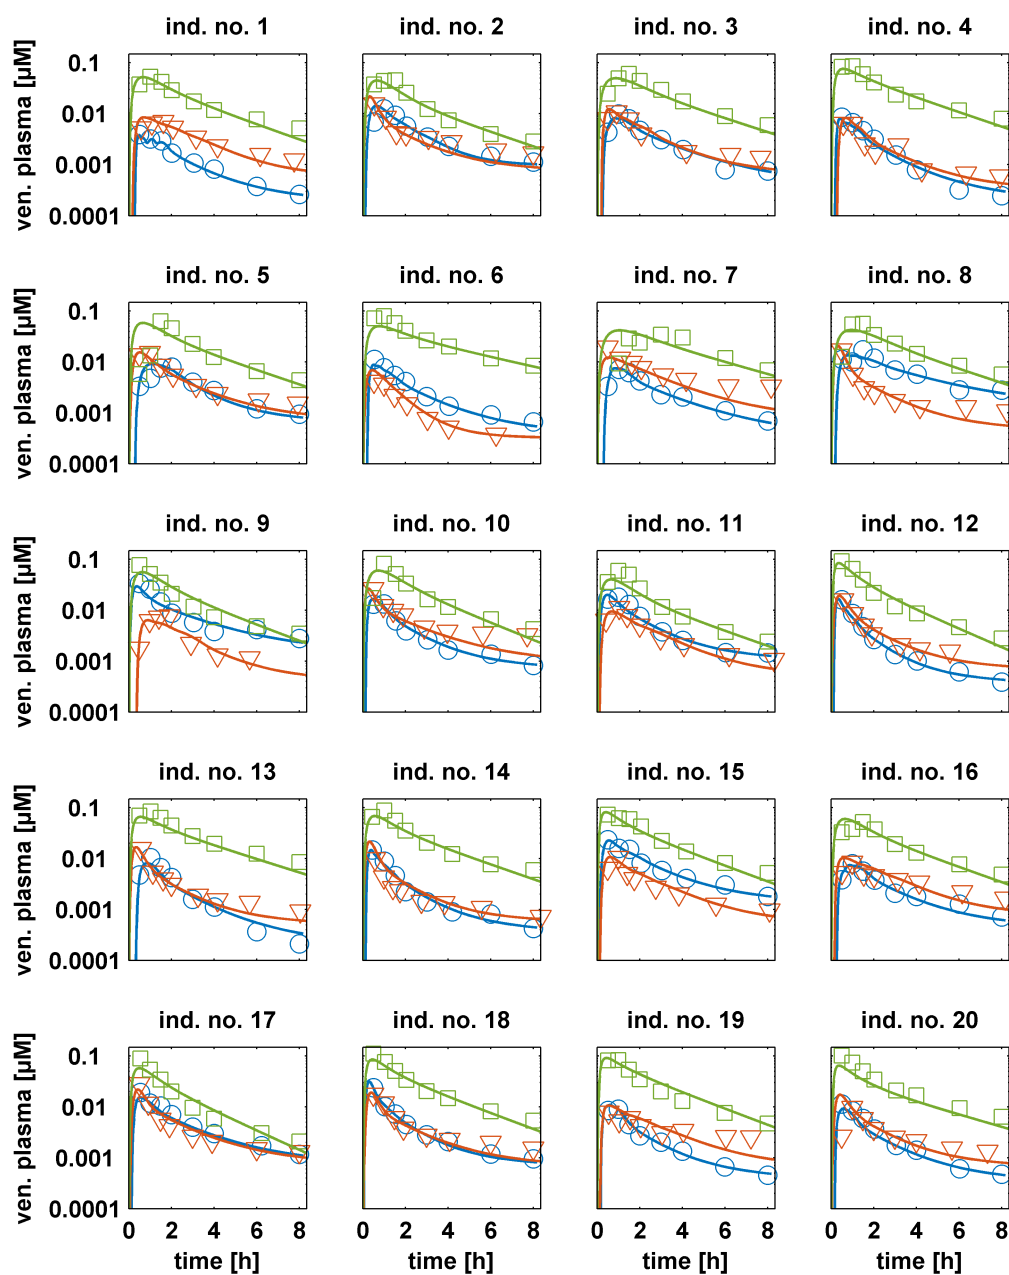 ind. no. 1 ind. no. 2 ind. no. 3 ind. no. 4
ven. plasma [µM]
0.1
0.01
0.001
0.0001
ind. no. 5 ind. no. 6 ind. no. 7 ind. no. 8
ven. plasma [µM]
0.1
0.01
0.001
0.0001
ind. no. 9 ind. no. 10 ind. no. 11 ind. no. 12
ven. plasma [µM]
0.1
0.01
0.001
0.0001
ind. no. 13 ind. no. 14 ind. no. 15 ind. no. 16
ven. plasma [µM]
0.1
0.01
0.001
0.0001
ind. no. 17 ind. no. 18 ind. no. 19 ind. no. 20
ven. plasma [µM]
0.1
0.01
0.001
0.0001
0 2 4 6 8 0 2 4 6 8 0 2 4 6 8 0 2 4 6 8
time [h] time [h] time [h] time [h]